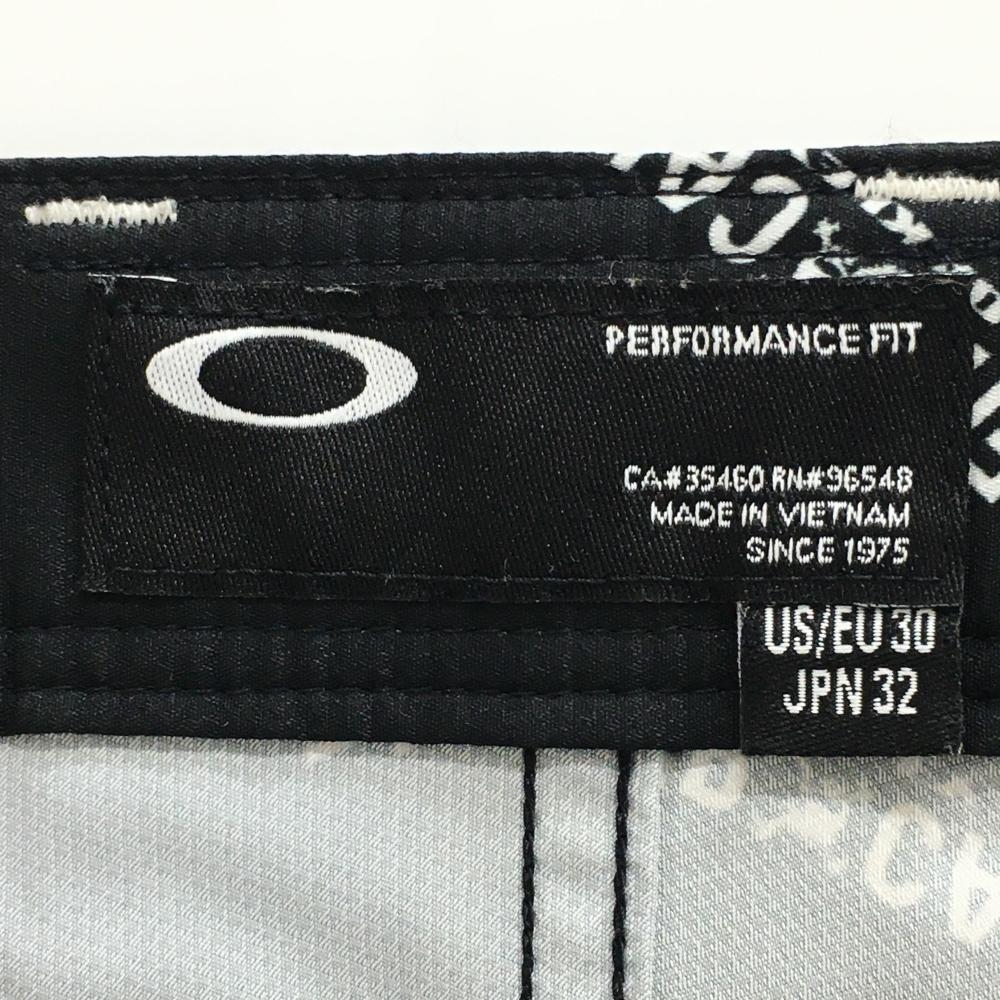 PERFORMANCE FIT
CA#35460 RN#96548
MADE IN VIETNAM
SINCE 1975
US/EU 30
JPN 32